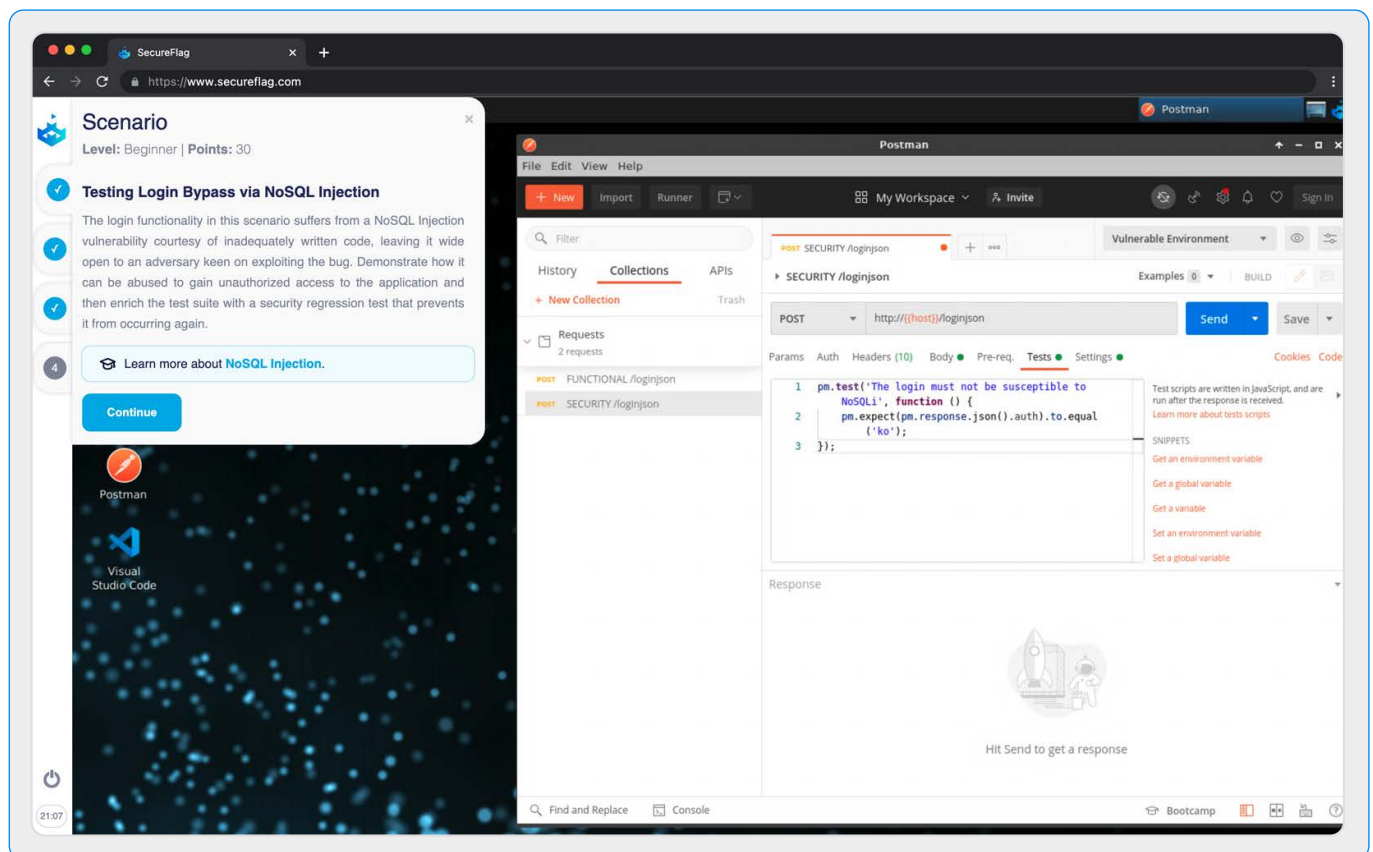 SecureFlag
https://www.secureflag.com
Scenario
Level: Beginner | Points: 30
Testing Login Bypass via NoSQL Injection
The login functionality in this scenario suffers from a NoSQL Injection
vulnerability courtesy of inadequately written code, leaving it wide
open to an adversary keen on exploiting the bug. Demonstrate how it
can be abused to gain unauthorized access to the application and
then enrich the test suite with a security regression test that prevents
it from occurring again.
Learn more about NoSQL Injection.
Continue
4
21:07
Postman
Visual
Studio Code
Postman
Postman
File Edit View Help
+ New Import Runner
My Workspace
Invite
Sign In
Filter
History Collections APIs
+ New Collection Trash
Requests
2 requests
POST FUNCTIONAL /loginjson
POST SECURITY /loginjson
POST SECURITY /loginjson
Vulnerable Environment
SECURITY /loginjson
Examples 0
BUILD
POST http://{{host}}/loginjson Send Save
Params Auth Headers (10) Body Pre-req. Tests Settings Cookies Code
1 pm.test('The login must not be susceptible to
NoSQLi', function () {
2 pm.expect(pm.response.json().auth).to.equal
('ko');
3 });
Test scripts are written in JavaScript, and are
run after the response is received.
Learn more about tests scripts
SNIPPETS
Get an environment variable
Get a global variable
Get a variable
Set an environment variable
Set a global variable
Response
Hit Send to get a response
Find and Replace Console
Bootcamp